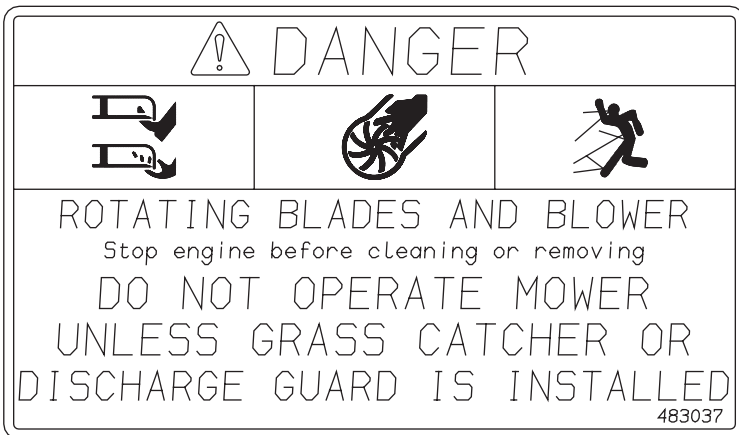 DANGER
ROTATING BLADES AND BLOWER
Stop engine before cleaning or removing
DO NOT OPERATE MOWER
UNLESS GRASS CATCHER OR
DISCHARGE GUARD IS INSTALLED
483037